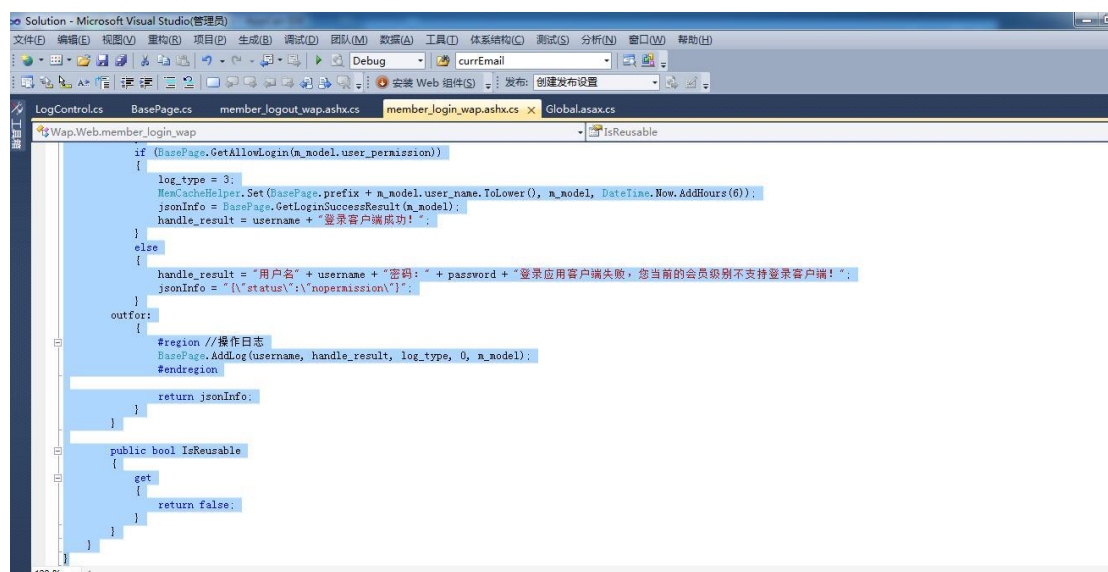 Solution - Microsoft Visual Studio(管理员)
文件(F) 编辑(E) 视图(V) 重构(R) 项目(P) 生成(B) 调试(D) 团队(M) 数据(A) 工具(T) 体系结构(C) 测试(S) 分析(N) 窗口(W) 帮助(H)
Debug currEmail
安装 Web 组件(S) 发布: 创建发布设置
LogControl.cs BasePage.cs member_logout_wap.ashx.cs member_login_wap.ashx.cs Global.asax.cs
工具箱
Wap.Web.member_login_wap IsReusable
if (BasePage.GetAllowLogin(m_model.user_permission))
{
log_type = 3;
MemCacheHelper.Set(BasePage.prefix + m_model.user_name.ToLower(), m_model, DateTime.Now.AddHours(6));
jsonInfo = BasePage.GetLoginSuccessResult(m_model);
handle_result = username + "登录客户端成功！";
}
else
{
handle_result = "用户名" + username + "密码：" + password + "登录应用客户端失败，您当前的会员级别不支持登录客户端！";
jsonInfo = "{\"status\":\"nopermission\"}";
}
outfor:
{
#region //操作日志
BasePage.AddLog(username, handle_result, log_type, 0, m_model);
#endregion
return jsonInfo;
}
}
public bool IsReusable
{
get
{
return false;
}
}
}
}